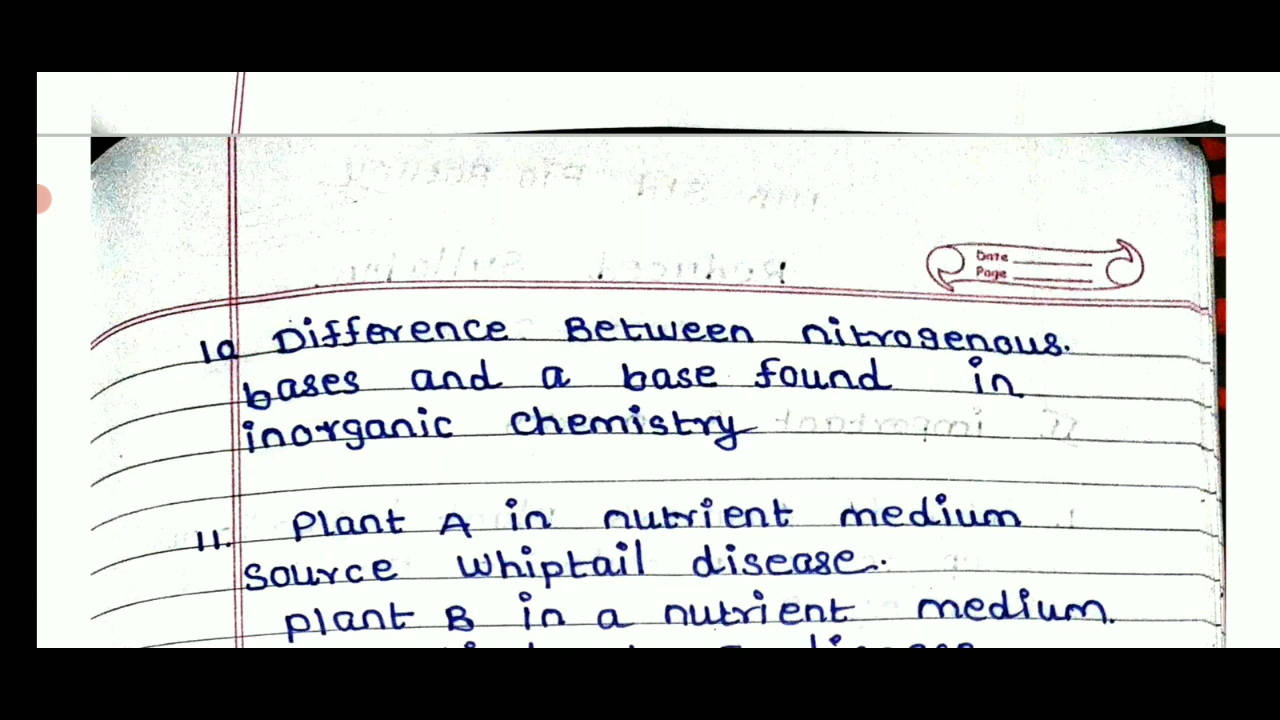 Date
Page
10 Difference Between nitrogenous.
bases and a base found in
inorganic chemistry
11. Plant A in nutrient medium
source whiptail disease.
plant B in a nutrient medium.